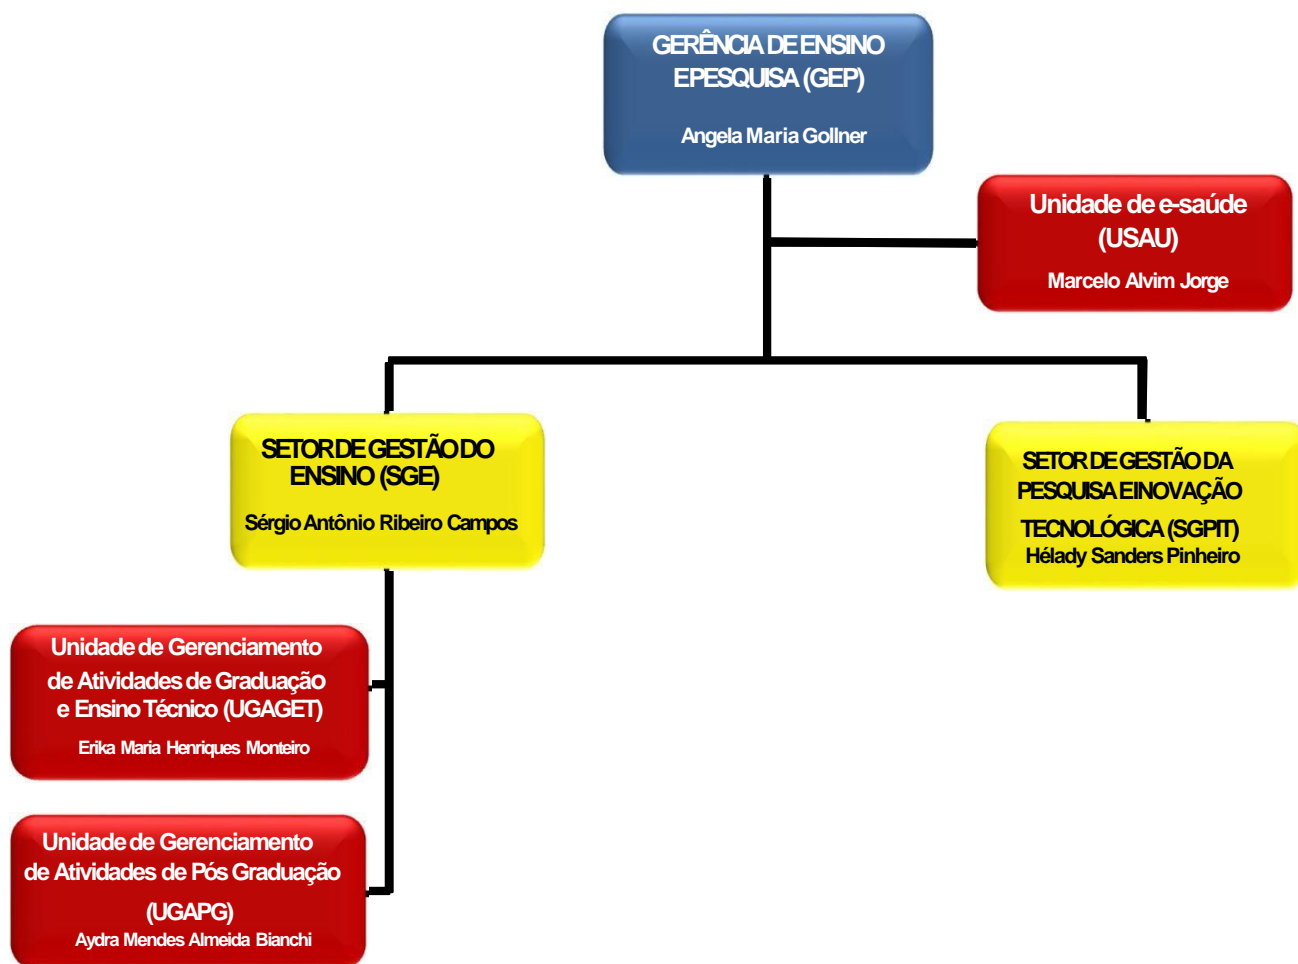 GERÊNCIA DE ENSINO
EPESQUISA (GEP)
Angela Maria Gollner
Unidade de e-saúde
(USAU)
Marcelo Alvim Jorge
SETOR DE GESTÃO DO
ENSINO (SGE)
Sérgio Antônio Ribeiro Campos
SETOR DE GESTÃO DA
PESQUISA EINOVAÇÃO
TECNOLÓGICA (SGPIT)
Hélady Sanders Pinheiro
Unidade de Gerenciamento
de Atividades de Graduação
e Ensino Técnico (UGAGET)
Erika Maria Henriques Monteiro
Unidade de Gerenciamento
de Atividades de Pós Graduação
(UGAPG)
Aydra Mendes Almeida Bianchi